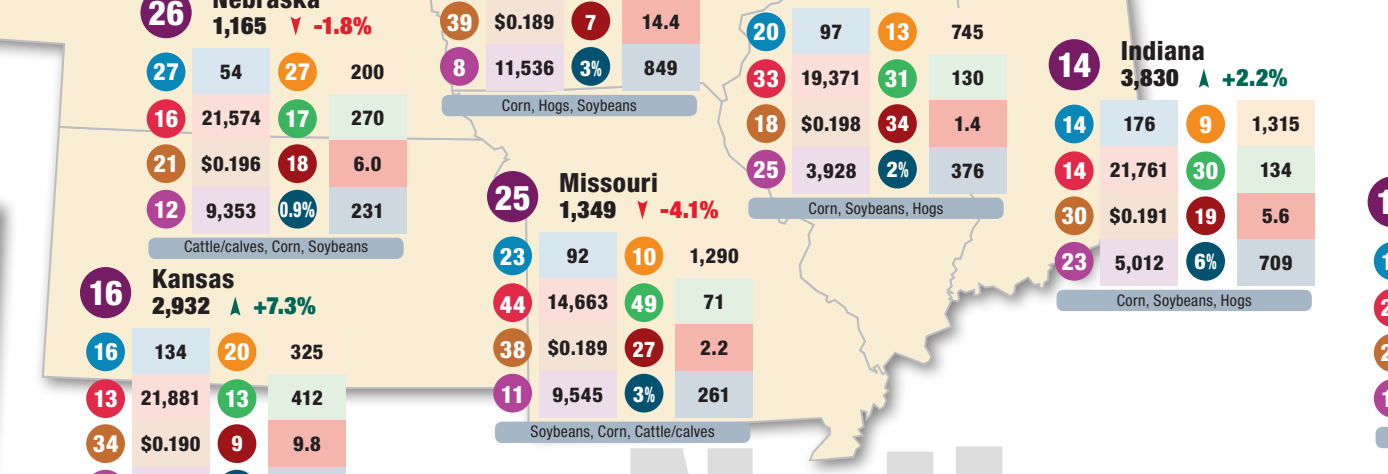 26 Nebraska
1,165 -1.8%
27 54 27 200
16 21,574 17 270
21 $0.196 18 6.0
12 9,353 0.9% 231
Cattle/calves, Corn, Soybeans
16 Kansas
2,932 +7.3%
16 134 20 325
13 21,881 13 412
34 $0.190 9 9.8
39 $0.189 7 14.4
8 11,536 3% 849
Corn, Hogs, Soybeans
25 Missouri
1,349 -4.1%
23 92 10 1,290
44 14,663 49 71
38 $0.189 27 2.2
11 9,545 3% 261
Soybeans, Corn, Cattle/calves
20 97 13 745
33 19,371 31 130
18 $0.198 34 1.4
25 3,928 2% 376
Corn, Soybeans, Hogs
14 Indiana
3,830 +2.2%
14 176 9 1,315
14 21,761 30 134
30 $0.191 19 5.6
23 5,012 6% 709
Corn, Soybeans, Hogs